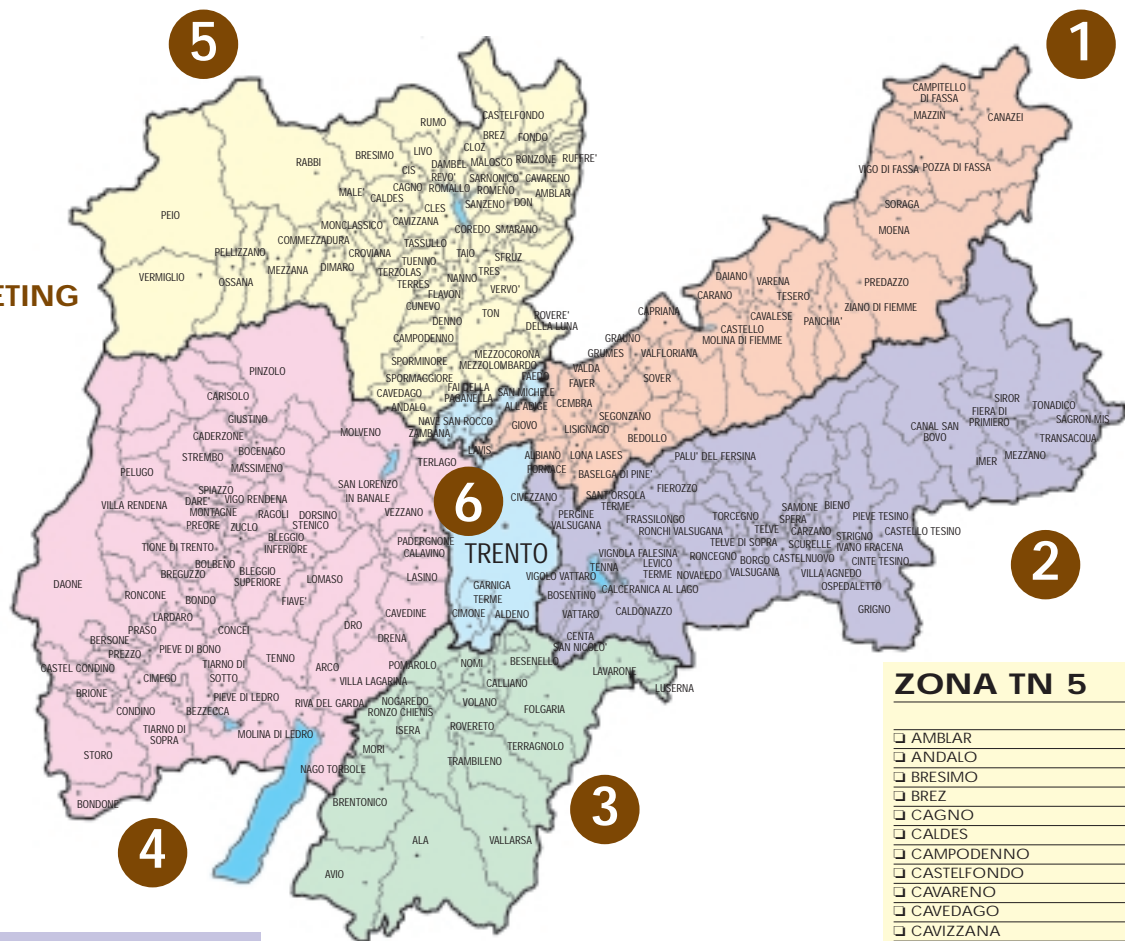 5
1
CAMPITELLO
DI FASSA
MAZZIN
CANAZEI
VIGO DI FASSA
POZZA DI FASSA
SORAGA
MOENA
PREDAZZO
ZIANO DI FIEMME
PANCHIA'
TESERO
VARENA
DAIANO
CAVALESE
CARANO
CASTELLO
MOLINA DI FIEMME
CAPRIANA
VALFLORIANA
GRAUNO
GRUMES
VALDA
FAVER
SOVER
CEMBRA
SEGONZANO
LISIGNAGO
GIOVO
BEDOLLO
ALBIANO
LONA LASES
FORNACE
BASELGA DI PINE'
CASTELFONDO
RUMO
BREZ
FONDO
CLOZ
LIVO
BRESIMO
RABBI
DAMBEL
MALOSCO
RONZONE
RUFFRE'
CIS
REVO'
SARNONICO
CAVARENO
CAGNO
ROMALLO
ROMENO
AMBLAR
MALE'
CALDES
CLES
SANZENO
DON
PEIO
CAVIZZANA
MONCLASSICO
COREDO
SMARANO
COMMEZZADURA
TASSULLO
CROVIANA
TAIO
SFRUZ
PELLIZZANO
TUENNO
VERMIGLIO
OSSANA
MEZZANA
DIMARO
TERZOLAS
TERRES
NANNO
TRES
FLAVON
VERVO'
CUNEVO
TON
DENNO
ROVERE'
DELLA LUNA
CAMPODENNO
MEZZOCORONA
SPORMINORE
MEZZOLOMBARDO
SPORMAGGIORE
FAEDO
CAVEDAGO
FAI DELLA
PAGANELLA
SAN MICHELE
ALL'ADIGE
ANDALO
NAVE SAN ROCCO
ZAMBANA
LAVIS
ETING
PINZOLO
CARISOLO
GIUSTINO
MOLVENO
CADERZONE
BOCENAGO
STREMBO
MASSIMENO
TERLAGO
PELUGO
SPIAZZO
SAN LORENZO
IN BANALE
VILLA RENDENA
DARE'
VIGO RENDENA
VEZZANO
MONTAGNE
RAGOLI
DORSINO
PREORE
ZUCLO
STENICO
BLEGGIO
INFERIORE
PADERGNONE
CALAVINO
TIONE DI TRENTO
BOLBENO
BREGUZZO
BLEGGIO
SUPERIORE
LOMASO
LASINO
DAONE
RONCONE
BONDO
FIAVE'
CAVEDINE
LARDARO
PRASO
CONCEI
DRO
DRENA
BERSONE
PREZZO
PIEVE DI BONO
TENNO
ARCO
CASTEL CONDINO
CIMEGO
TIARNO DI
SOTTO
VILLA LAGARINA
BRIONE
PIEVE DI LEDRO
RIVA DEL GARDA
CONDINO
BEZZECCA
TIARNO DI
SOPRA
MOLINA DI LEDRO
STORO
NAGO TORBOLE
BONDONE
4
6
TRENTO
GARNIGA
TERME
CIMONE
ALDENO
CIVEZZANO
PALU' DEL FERSINA
SANT'ORSOLA
TERME
FIEROZZO
PERGINE
VALSUGANA
FRASSILONGO
RONCHI VALSUGANA
TORCEGNO
SAMONE
SPERA
BIENO
PIEVE TESINO
TELVE
CARZANO
STRIGNO
CASTELLO TESINO
TELVE DI SOPRA
SCURELLE
IVANO FRACENA
VIGNOLA FALESINA
LEVICO
TERME
RONCEGNO
BORGO
VALSUGANA
CASTELNUOVO
CINTE TESINO
TENNA
NOVALEDO
VILLA AGNEDO
OSPEDALETTO
VIGOLO VATTARO
CALCERANICA AL LAGO
BOSENTINO
CALDONAZZO
VATTARO
GRIGNO
CENTA
SAN NICOLO'
SIROR
TONADICO
FIERA DI
PRIMIERO
SAGRON MIS
CANAL SAN
BOVO
TRANSACQUA
MEZZANO
IMER
2
POMAROLO
NOMI
BESENELLO
LAVARONE
CALLIANO
LUSERNA
NOGAREDO
VOLANO
FOLGARIA
RONZO CHIENIS
ISERA
ROVERETO
TERRAGNOLO
MORI
TRAMBILENO
BRENTONICO
ALA
VALLARSA
AVIO
3
ZONA TN 5
❑ AMBLAR
❑ ANDALO
❑ BRESIMO
❑ BREZ
❑ CAGNO
❑ CALDES
❑ CAMPODENNO
❑ CASTELFONDO
❑ CAVARENO
❑ CAVEDAGO
❑ CAVIZZANA